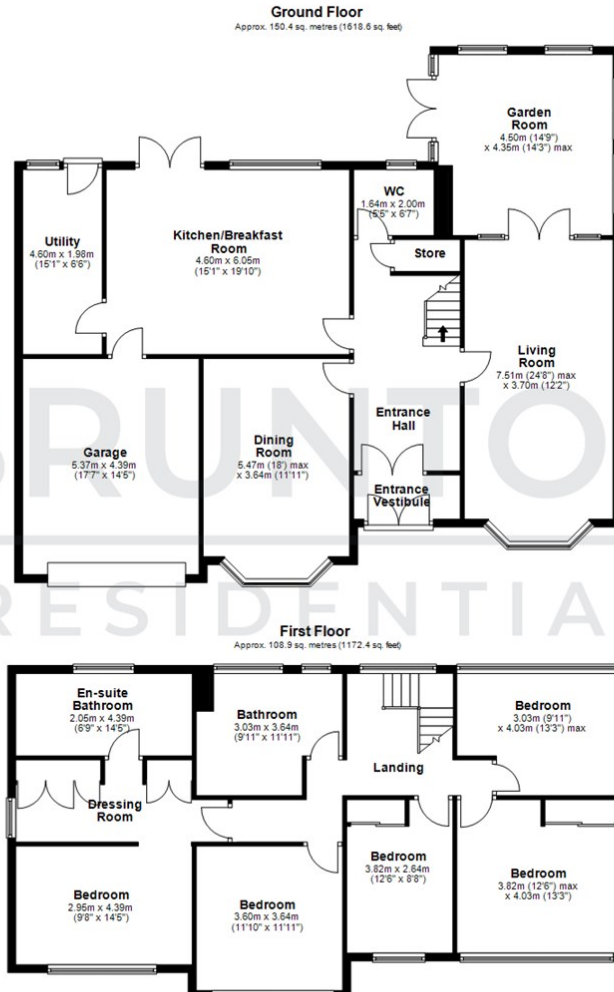 Ground Floor
Approx. 150.4 sq. metres (1618.6 sq. feet)
Garden
Room
4.50m (14'9")
x 4.35m (14'3") max
WC
1.64m x 2.00m
(5'5" x 6'7")
Utility
4.60m x 1.98m
(15'1" x 6'6")
Kitchen/Breakfast
Room
4.60m x 6.05m
(15'1" x 19'10")
Store
Living
Room
7.51m (24'8") max
x 3.70m (12'2")
Garage
5.37m x 4.39m
(17'7" x 14'5")
Dining
Room
5.47m (18') max
x 3.64m (11'11")
Entrance
Hall
Entrance
Vestibule
BRUNTO
RESIDENTIA
First Floor
Approx. 108.9 sq. metres (1172.4 sq. feet)
En-suite
Bathroom
2.05m x 4.39m
(6'9" x 14'5")
Bathroom
3.03m x 3.64m
(9'11" x 11'11")
Bedroom
3.03m (9'11")
x 4.03m (13'3") max
Landing
Dressing
Room
Bedroom
2.95m x 4.39m
(9'8" x 14'5")
Bedroom
3.60m x 3.64m
(11'10" x 11'11")
Bedroom
3.82m x 2.64m
(12'6" x 8'8")
Bedroom
3.82m (12'6") max
x 4.03m (13'3")